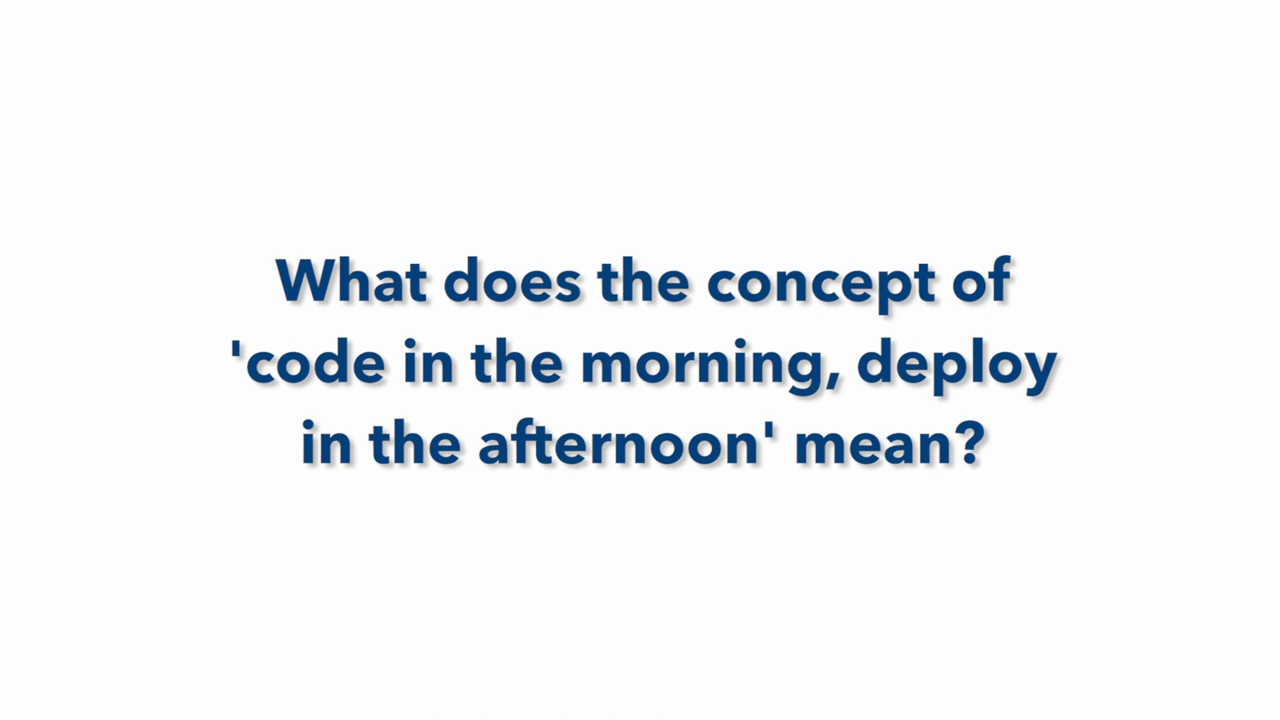 What does the concept of
'code in the morning, deploy
in the afternoon' mean?